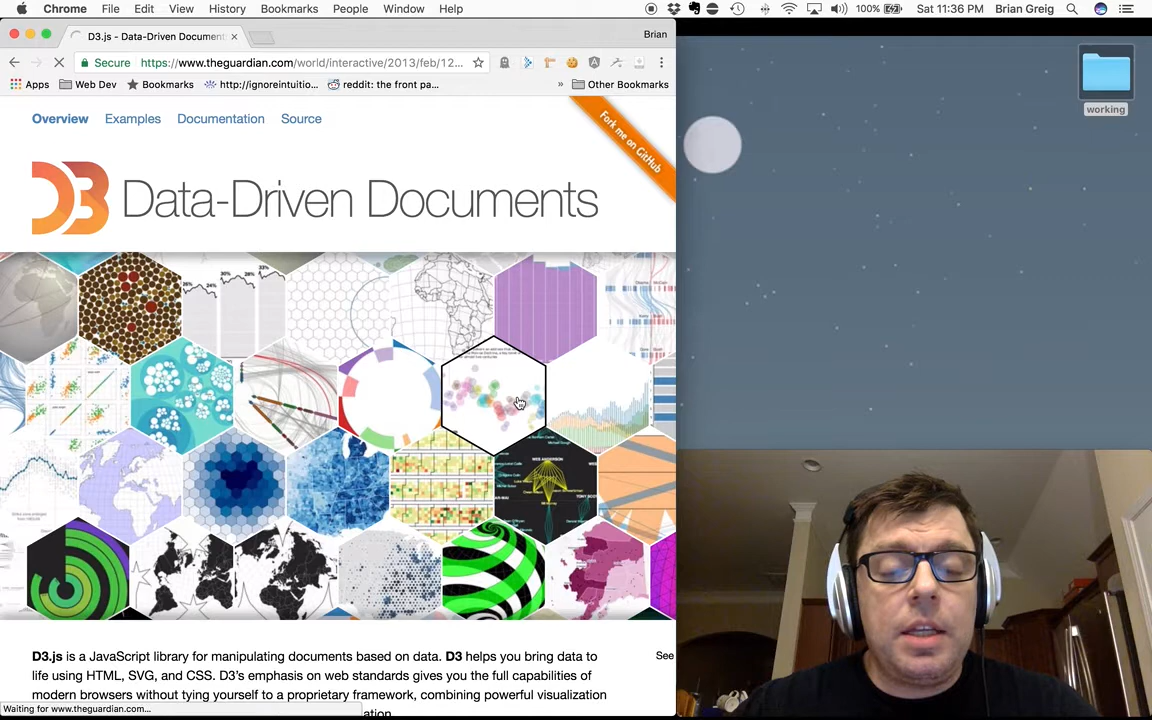 Chrome File Edit View History Bookmarks People Window Help 100% Sat 11:36 PM Brian Greig
D3.js - Data-Driven Document
Brian
Secure https://www.theguardian.com/world/interactive/2013/feb/12...
Apps Web Dev Bookmarks http://ignoreintuitio... reddit: the front pa... » Other Bookmarks
working
Overview Examples Documentation Source
Fork me on GitHub
D3 Data-Driven Documents
D3.js is a JavaScript library for manipulating documents based on data. D3 helps you bring data to
life using HTML, SVG, and CSS. D3's emphasis on web standards gives you the full capabilities of
modern browsers without tying yourself to a proprietary framework, combining powerful visualization
See
Waiting for www.theguardian.com...